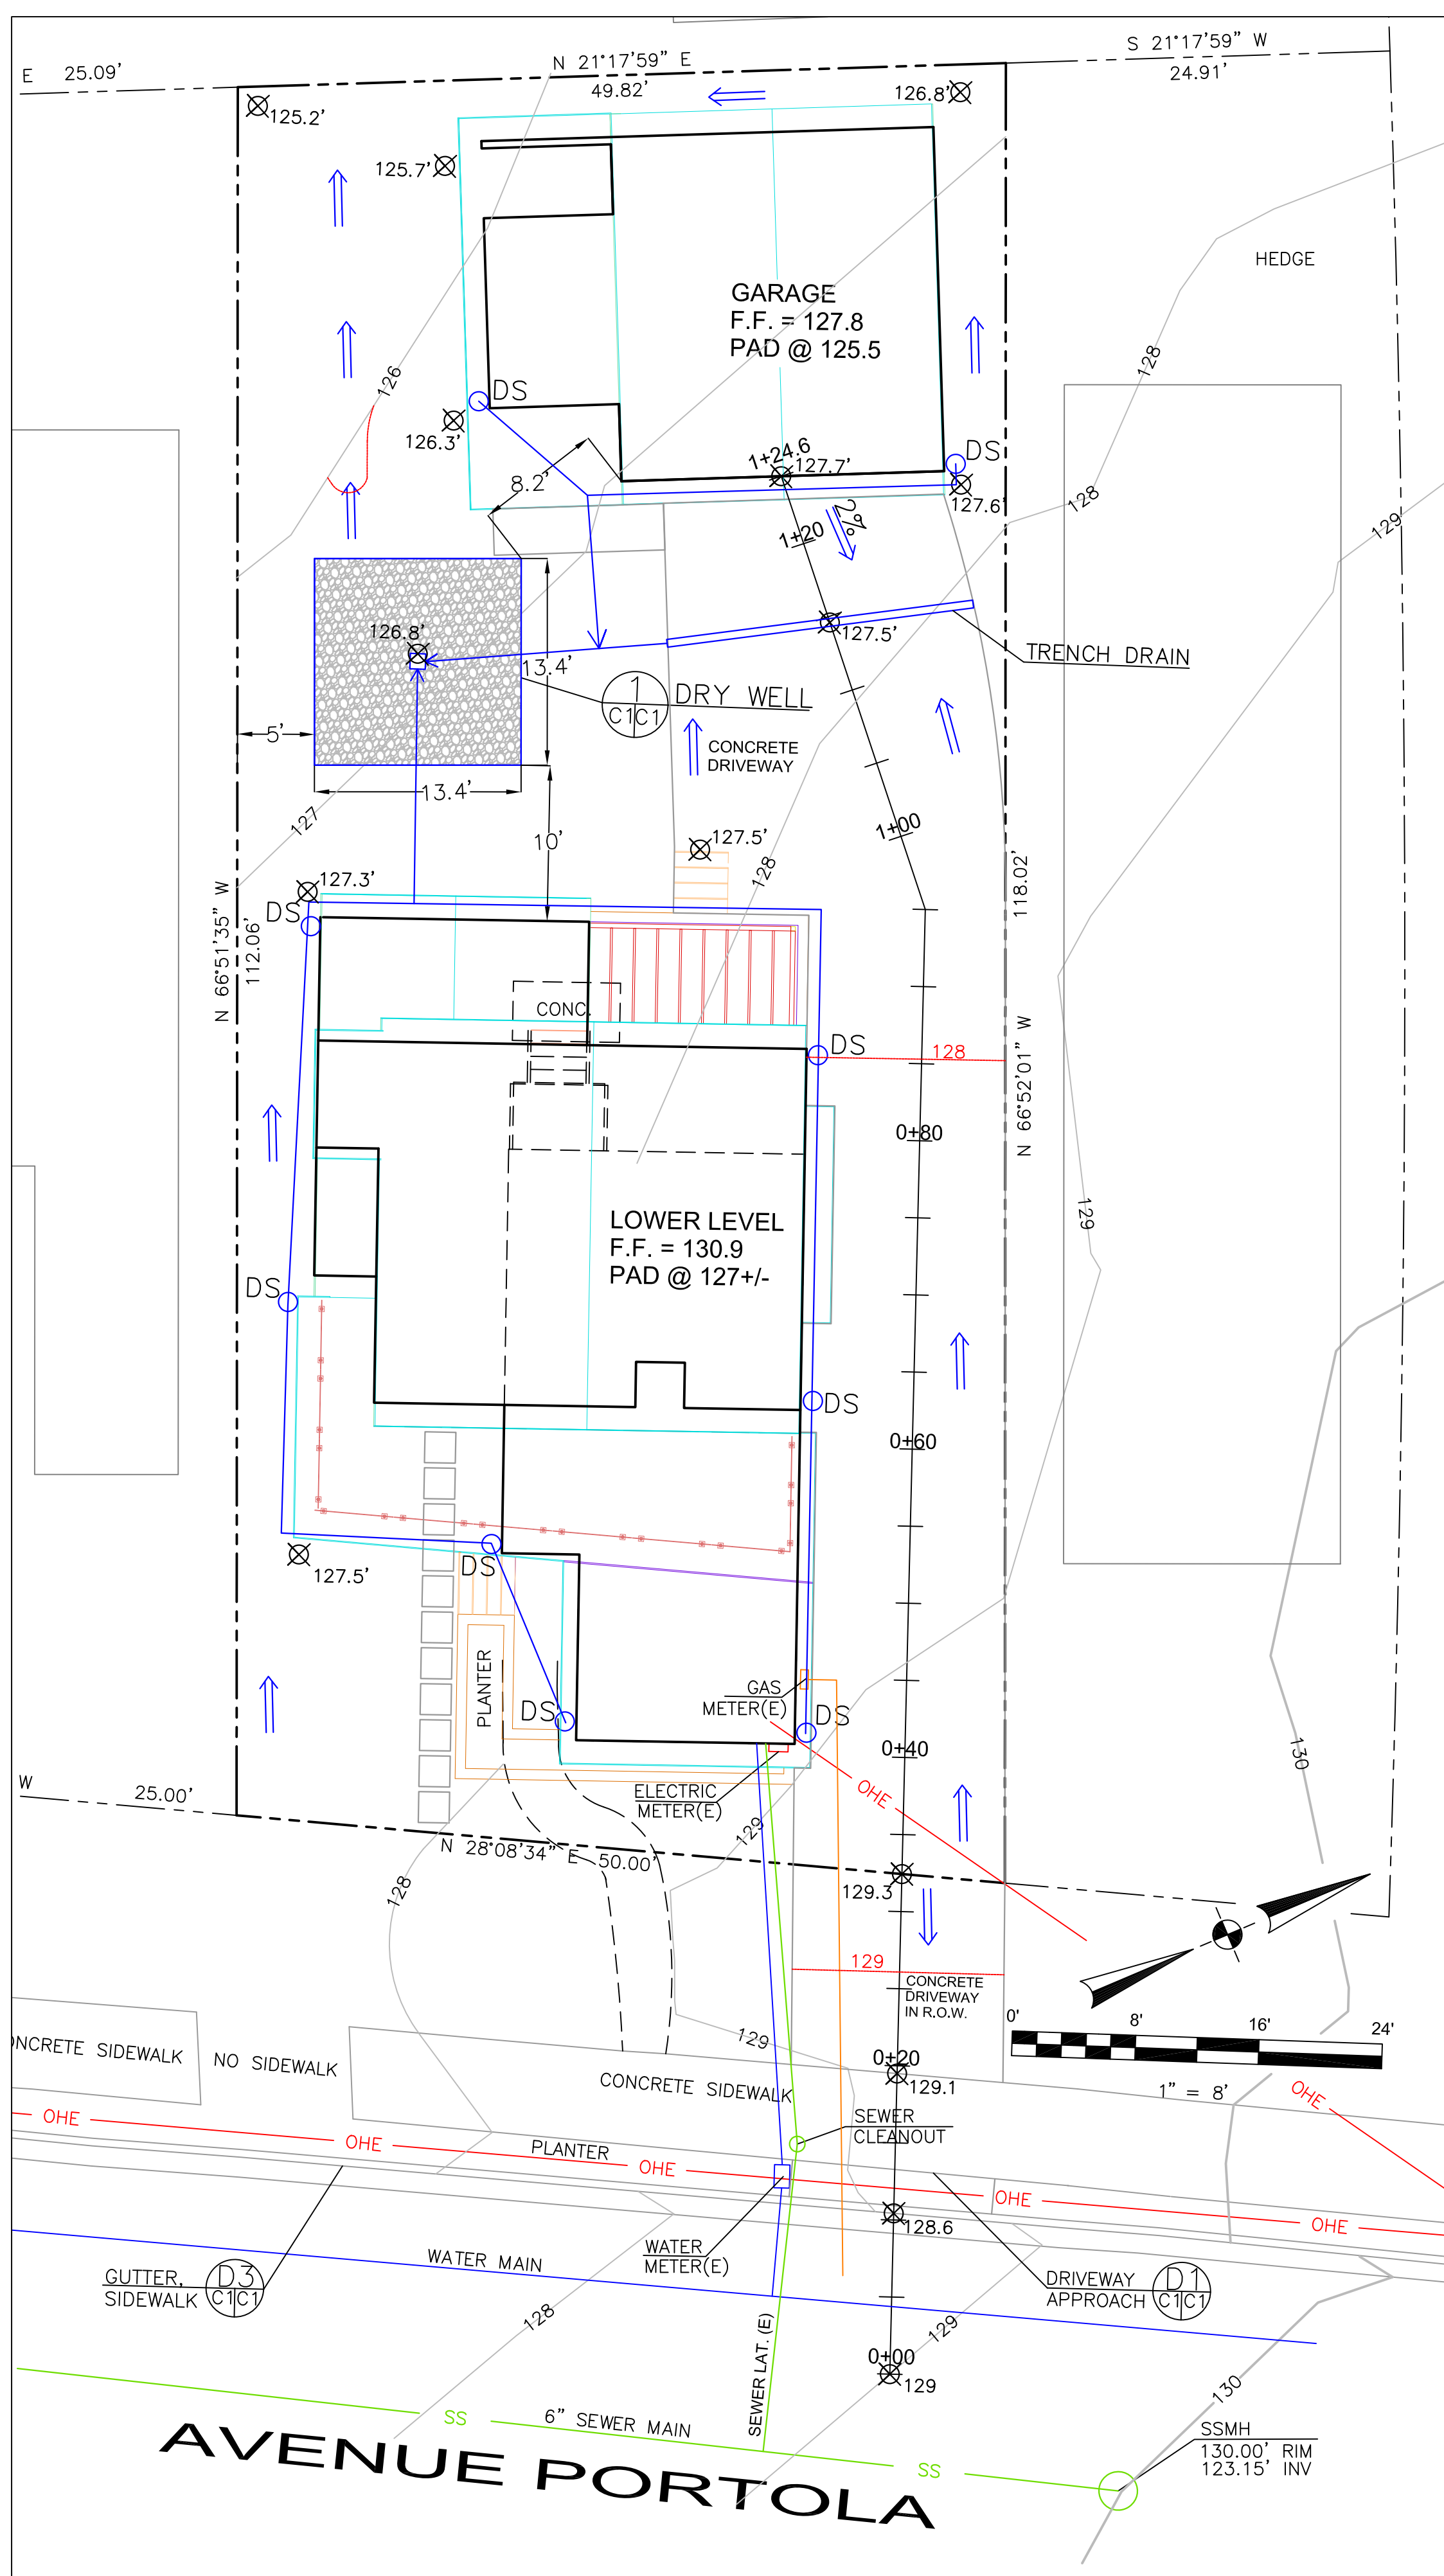 E 25.09'
N 21°17'59" E
49.82'
S 21°17'59" W
24.91'
125.2'
126.8'
125.7'
HEDGE
GARAGE
F.F. = 127.8
PAD @ 125.5
126
128
DS
126.3'
8.2'
1+24.6
127.7'
DS
127.6'
128
129
2%
1+20
127.5'
TRENCH DRAIN
126.8'
13.4'
1
C1 C1
DRY WELL
5'
CONCRETE
DRIVEWAY
13.4'
127
10'
127.5'
128
1+00
127.3'
DS
N 66°51'35" W
112.06'
118.02'
N 66°52'01" W
CONC.
DS
128
0+80
129
LOWER LEVEL
F.F. = 130.9
PAD @ 127+/-
DS
DS
0+60
DS
127.5'
PLANTER
GAS
METER(E)
DS
DS
0+40
130
W
25.00'
ELECTRIC
METER(E)
OHE
129
N 28°08'34" E 50.00'
128
129.3
129
CONCRETE
DRIVEWAY
IN R.O.W.
0'
8'
16'
24'
1" = 8'
ONCRETE SIDEWALK
NO SIDEWALK
CONCRETE SIDEWALK
129
0+20
129.1
OHE
SEWER
CLEANOUT
OHE
OHE
PLANTER
OHE
OHE
OHE
128.6
WATER MAIN
WATER
METER(E)
GUTTER,
SIDEWALK
D3
C1 C1
DRIVEWAY
APPROACH
D1
C1 C1
128
129
0+00
129
SEWER LAT. (E)
130
SS
6" SEWER MAIN
SS
SSMH
130.00' RIM
123.15' INV
AVENUE PORTOLA